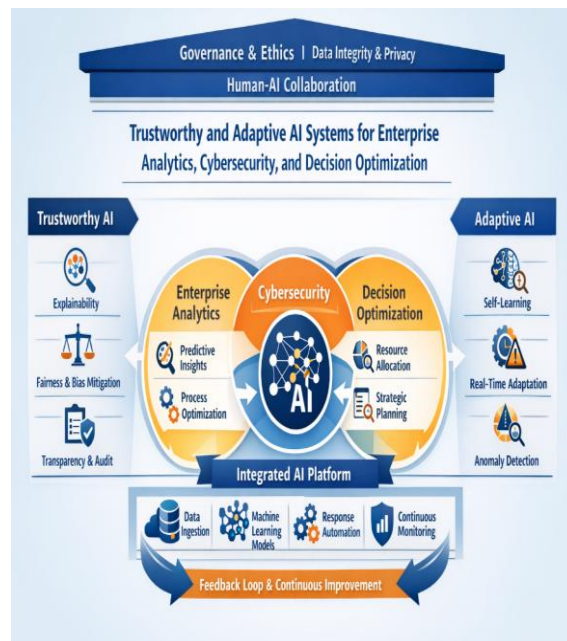 Governance & Ethics | Data Integrity & Privacy
Human-AI Collaboration
Trustworthy and Adaptive AI Systems for Enterprise
Analytics, Cybersecurity, and Decision Optimization
Trustworthy AI
Explainability
Fairness & Bias Mitigation
Transparency & Audit
Enterprise
Analytics
Predictive
Insights
Process
Optimization
Cybersecurity
AI
Decision
Optimization
Resource
Allocation
Strategic
Planning
Adaptive AI
Self-Learning
Real-Time Adaptation
Anomaly Detection
Integrated AI Platform
Data
Ingestion
Machine
Learning
Models
Response
Automation
Continuous
Monitoring
Feedback Loop & Continuous Improvement